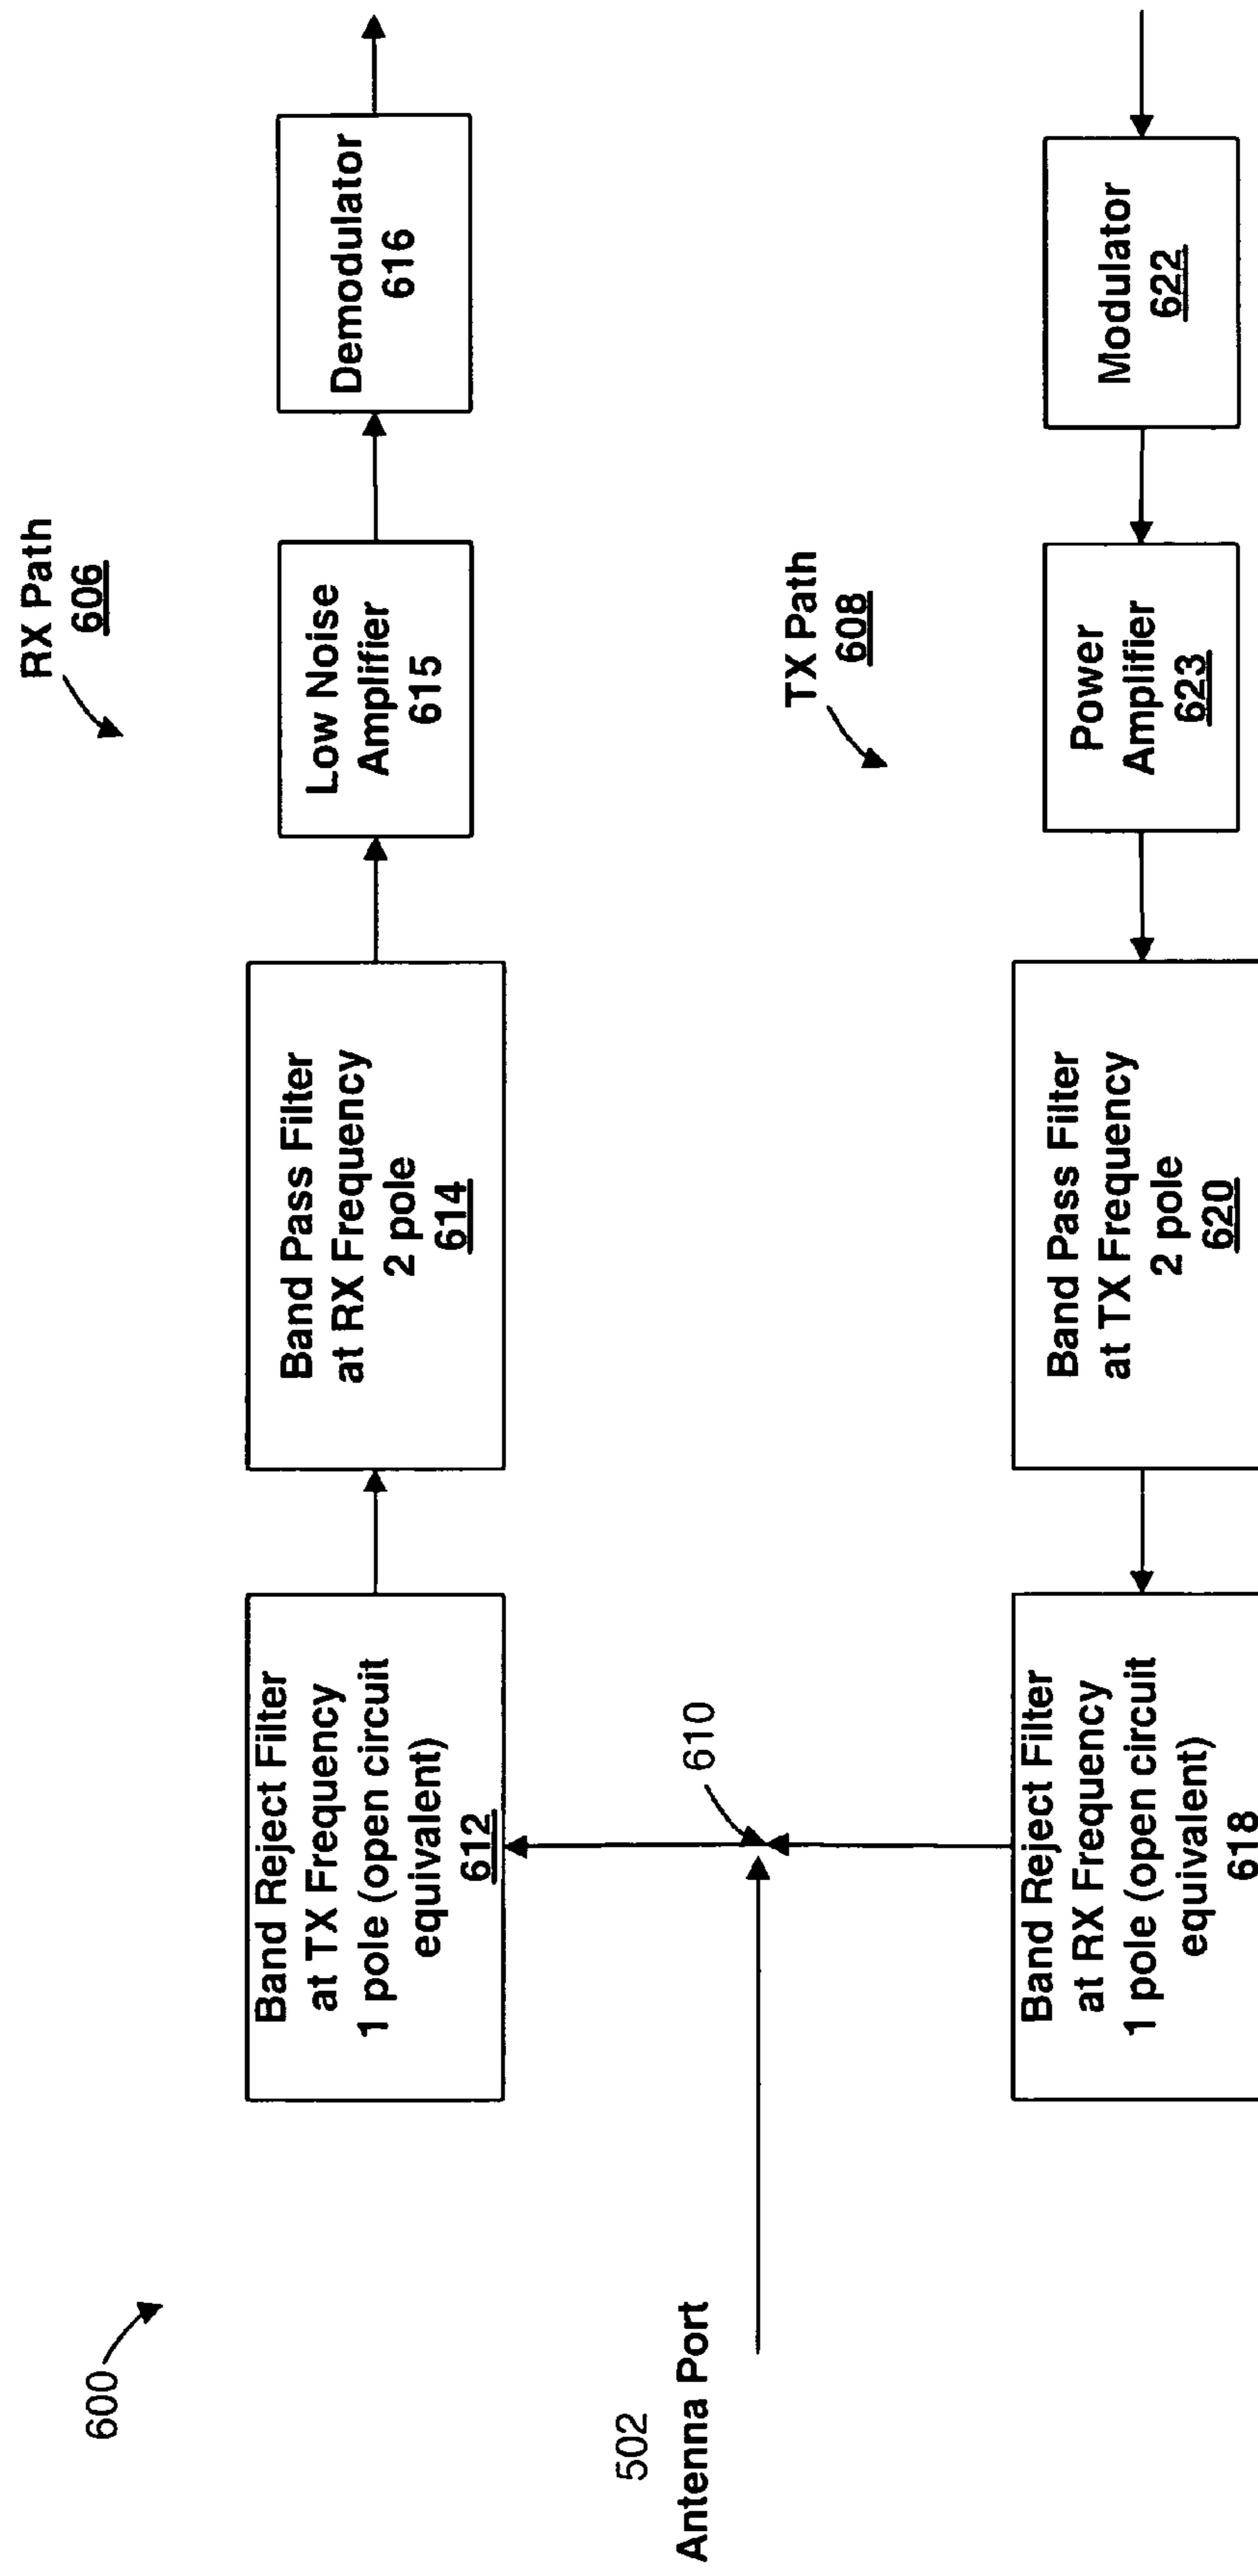 600
RX Path
606
Band Reject Filter
at TX Frequency
1 pole (open circuit
equivalent)
612
Band Pass Filter
at RX Frequency
2 pole
614
Low Noise
Amplifier
615
Demodulator
616
502
Antenna Port
610
TX Path
608
Band Reject Filter
at RX Frequency
1 pole (open circuit
equivalent)
618
Band Pass Filter
at TX Frequency
2 pole
620
Power
Amplifier
623
Modulator
622